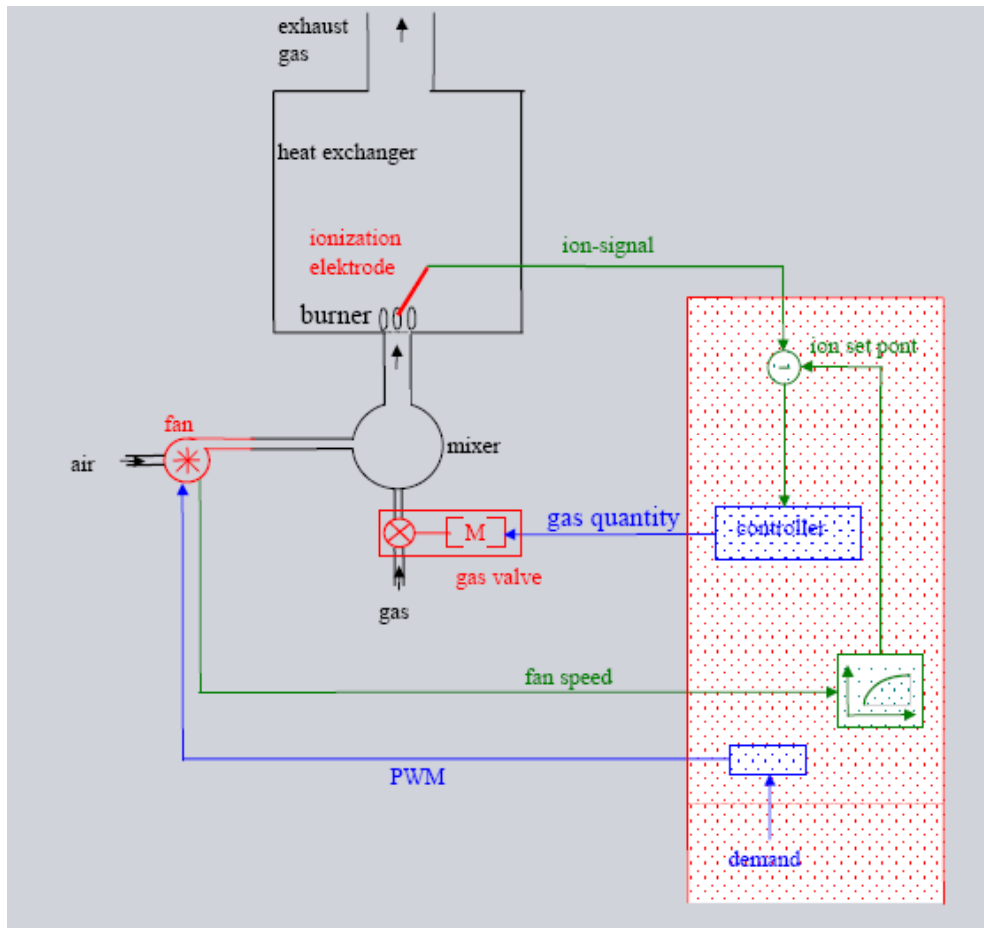 exhaust
gas
heat exchanger
ionization
elektrode
ion-signal
burner
ion set pont
fan
mixer
air
gas quantity
controller
M
gas valve
gas
fan speed
PWM
demand